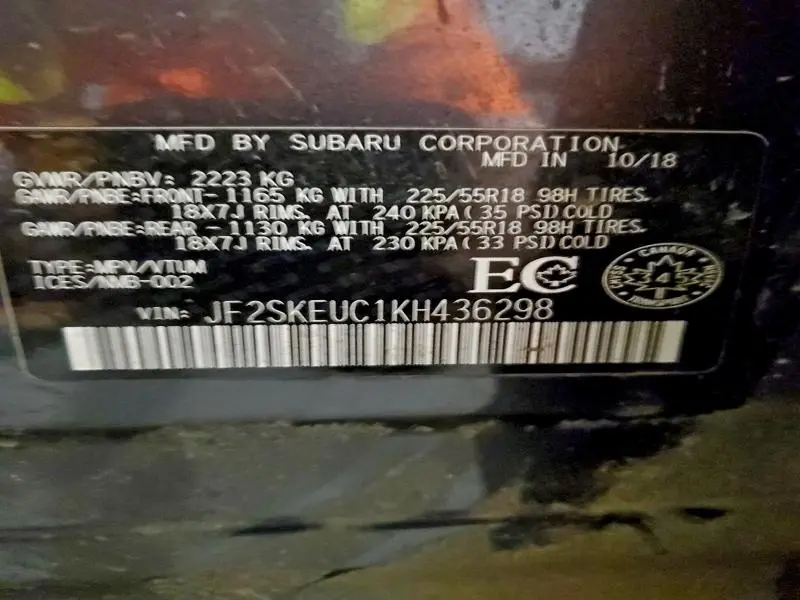 MFD BY SUBARU CORPORATION
MFD IN 10/18
GVWR/PNBV: 2223 KG
GAWR/PNBE:FRONT- 1165 KG WITH 225/55R18 98H TIRES.
18X7J RIMS. AT 240 KPA(35 PSI)COLD
GAWR/PNBE:REAR - 1130 KG WITH 225/55R18 98H TIRES.
18X7J RIMS. AT 230 KPA(33 PSI)COLD
TYPE:MPV/VTUM
ICES/NMB-002
EC
CANADA
TRANSPORT
VIN: JF2SKEUC1KH436298